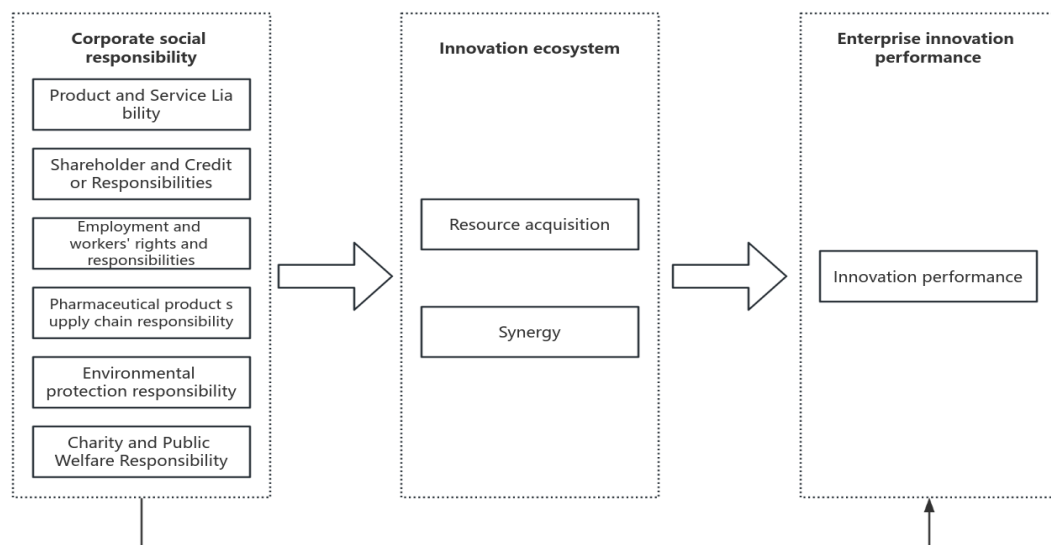 Corporate social
responsibility
Product and Service Lia
bility
Shareholder and Credit
or Responsibilities
Employment and
workers' rights and
responsibilities
Pharmaceutical product s
upply chain responsibility
Environmental
protection responsibility
Charity and Public
Welfare Responsibility
Innovation ecosystem
Resource acquisition
Synergy
Enterprise innovation
performance
Innovation performance